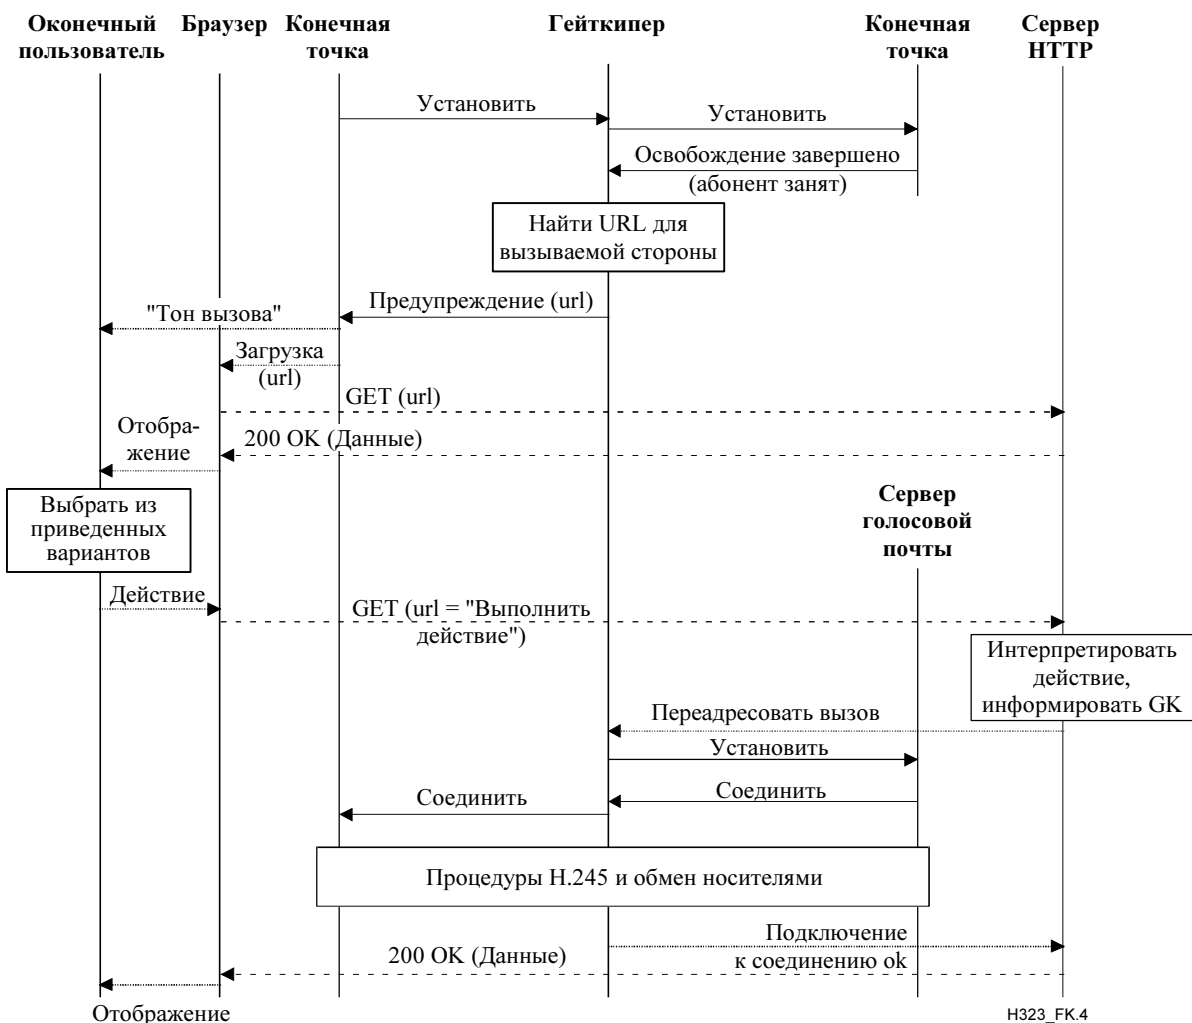 Оконечный пользователь
Браузер
Конечная точка
Гейткипер
Конечная точка
Сервер HTTP
Установить
Установить
Освобождение завершено
(абонент занят)
Найти URL для
вызываемой стороны
Предупреждение (url)
"Тон вызова"
Загрузка
(url)
GET (url)
Отобра-
жение
200 OK (Данные)
Выбрать из
приведенных
вариантов
Сервер
голосовой
почты
Действие
GET (url = "Выполнить
действие")
Интерпретировать
действие,
информировать GK
Переадресовать вызов
Установить
Соединить
Соединить
Процедуры H.245 и обмен носителями
Подключение
к соединению ok
200 OK (Данные)
Отображение
H323_FK.4